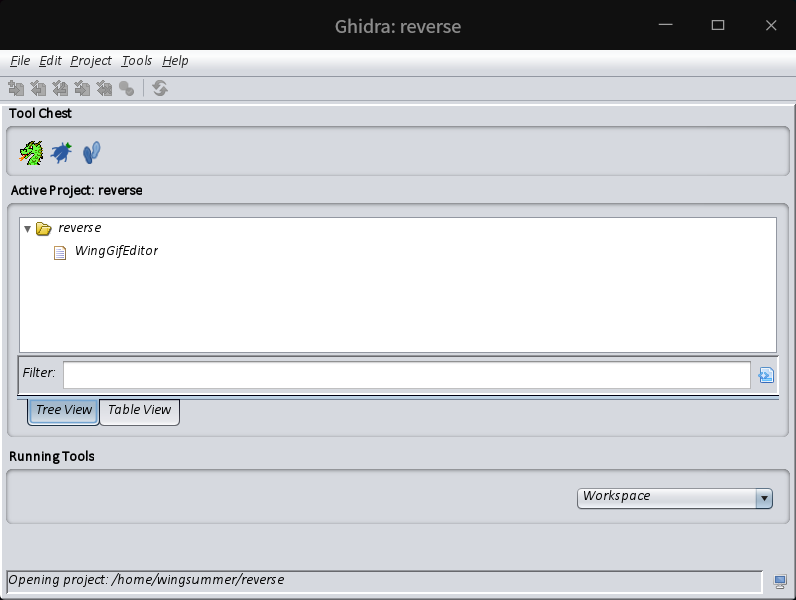 Ghidra: reverse
File Edit Project Tools Help
Tool Chest
Active Project: reverse
reverse
WingGifEditor
Filter:
Tree View Table View
Running Tools
Workspace
Opening project: /home/wingsummer/reverse